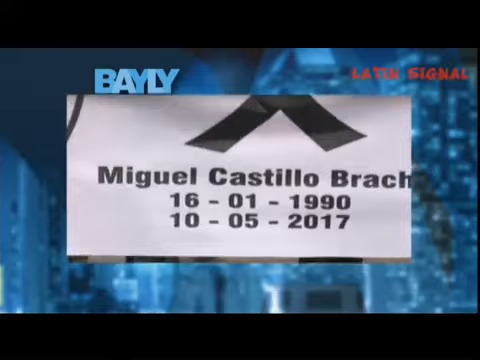 BAYLY
LATIN SIGNAL
Miguel Castillo Brach
16 - 01 - 1990
10 - 05 - 2017